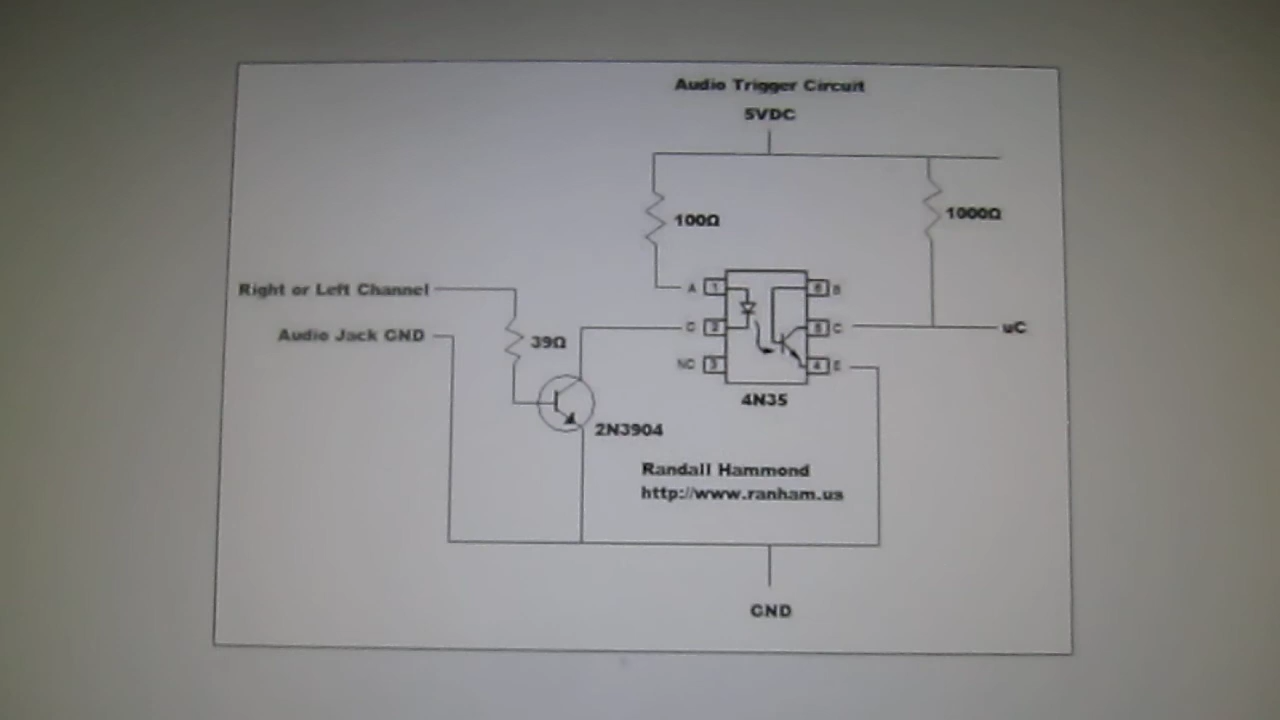 Audio Trigger Circuit
5VDC
100Ω
1000Ω
Right or Left Channel
A 1
6 B
Audio Jack GND
39Ω
C 2
5 C
uC
NC 3
4 E
4N35
2N3904
Randall Hammond
http://www.ranham.us
GND